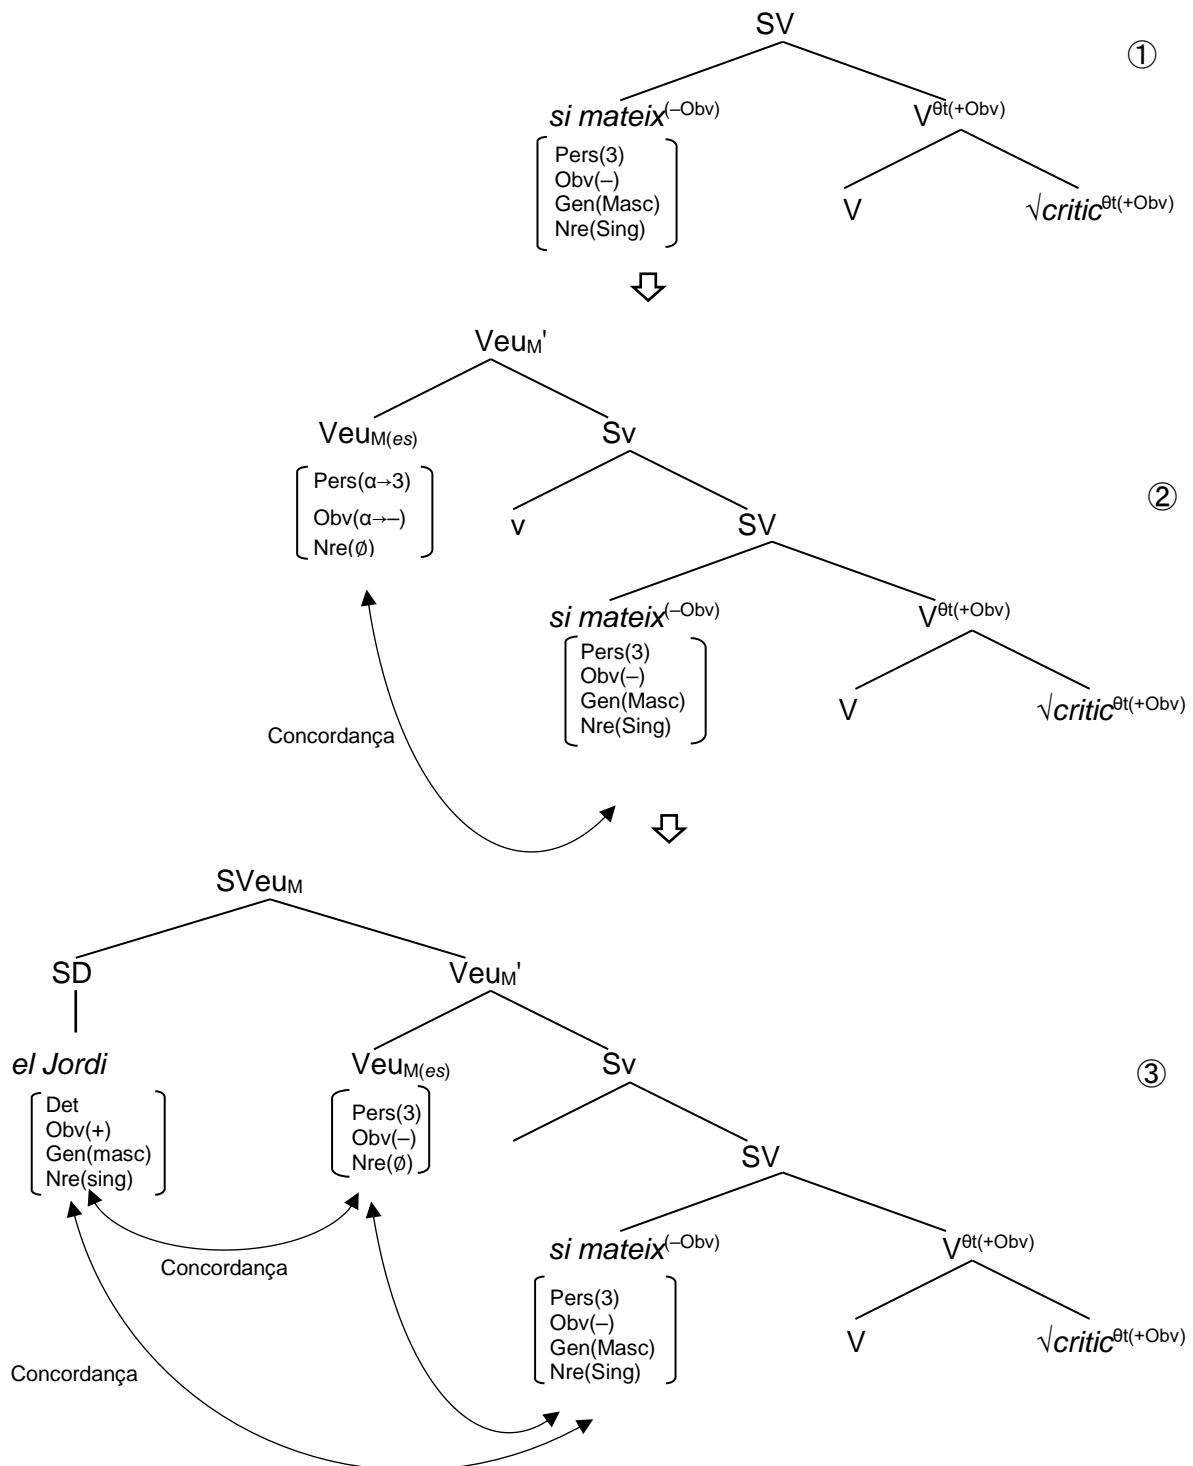 SV
①
si mateix(–Obv)
Vθt(+Obv)
Pers(3)
Obv(–)
Gen(Masc)
Nre(Sing)
V
√criticθt(+Obv)
VeuM'
VeuM(es)
Sv
Pers(α→3)
Obv(α→–)
Nre(Ø)
v
SV
②
si mateix(–Obv)
Vθt(+Obv)
Pers(3)
Obv(–)
Gen(Masc)
Nre(Sing)
V
√criticθt(+Obv)
Concordança
SVeuM
SD
VeuM'
el Jordi
VeuM(es)
Sv
③
Det
Obv(+)
Gen(masc)
Nre(sing)
Pers(3)
Obv(–)
Nre(Ø)
SV
si mateix(–Obv)
Vθt(+Obv)
Concordança
Pers(3)
Obv(–)
Gen(Masc)
Nre(Sing)
V
√criticθt(+Obv)
Concordança